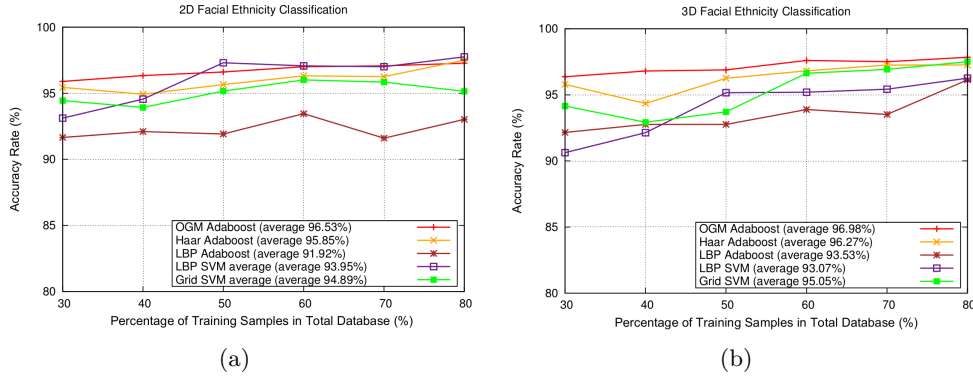 2D Facial Ethnicity Classification
100
95
90
85
80
Accuracy Rate (%)
OGM Adaboost (average 96.53%)
Haar Adaboost (average 95.85%)
LBP Adaboost (average 91.92%)
LBP SVM average (average 93.95%)
Grid SVM average (average 94.89%)
30 40 50 60 70 80
Percentage of Training Samples in Total Database (%)
(a)
3D Facial Ethnicity Classification
100
95
90
85
80
Accuracy Rate (%)
OGM Adaboost (average 96.98%)
Haar Adaboost (average 96.27%)
LBP Adaboost (average 93.53%)
LBP SVM (average 93.07%)
Grid SVM (average 95.05%)
30 40 50 60 70 80
Percentage of Training Samples in Total Database (%)
(b)